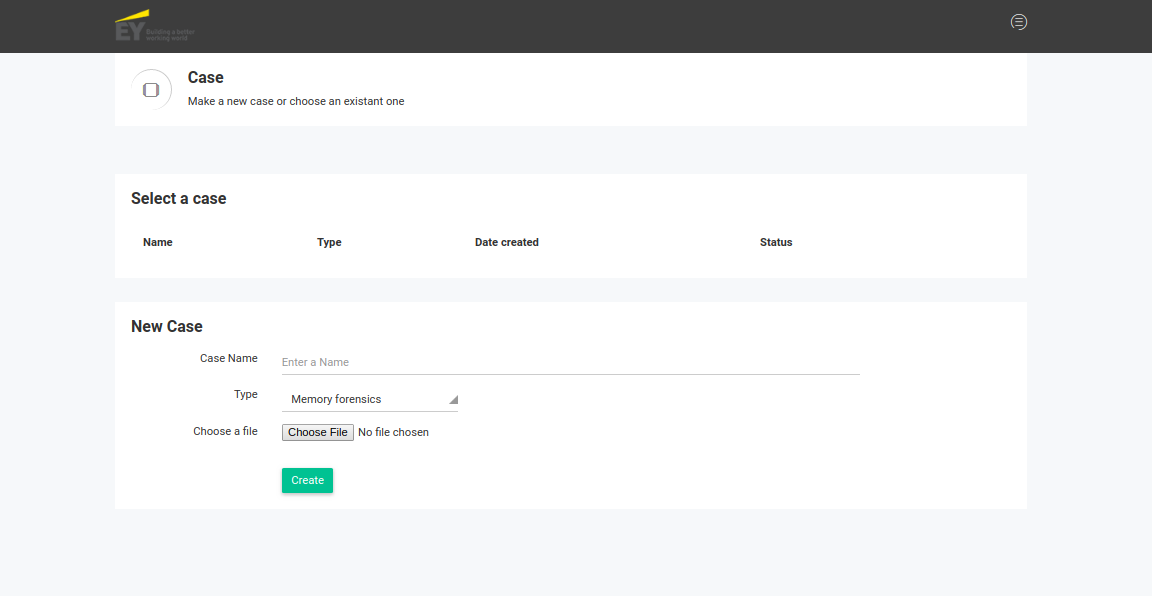 EY Building a better
working world
Case
Make a new case or choose an existant one
Select a case
Name Type Date created Status
New Case
Case Name Enter a Name
Type Memory forensics
Choose a file Choose File No file chosen
Create